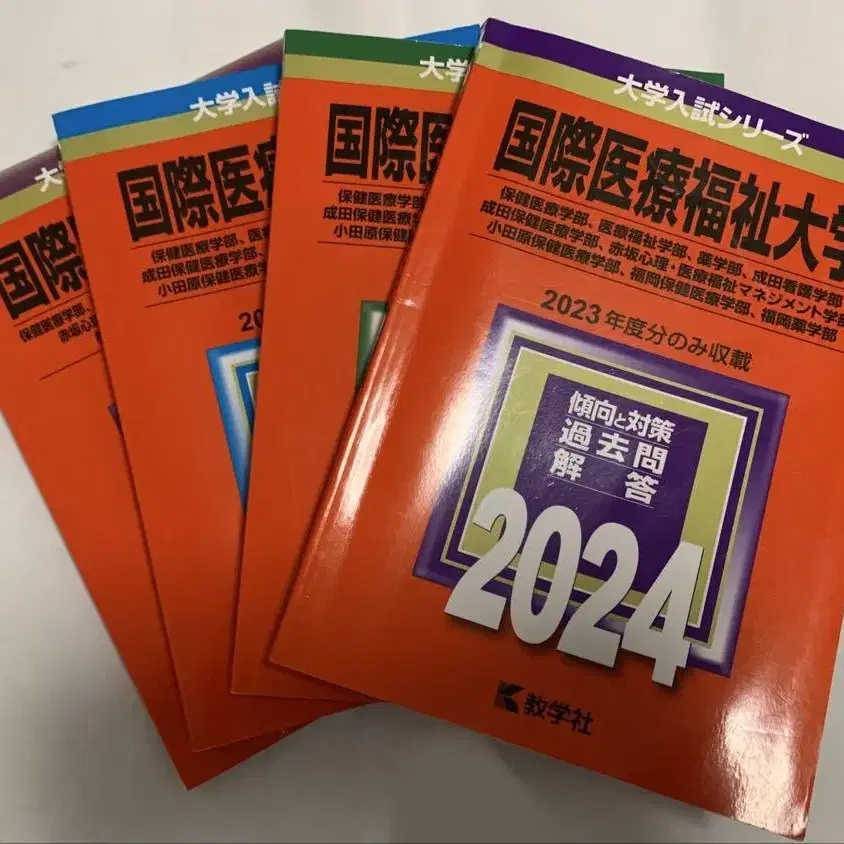 大学入試シリーズ
国際医療福祉大学
保健医療学部、医療福祉学部、薬学部、成田看護学部
成田保健医療学部、赤坂心理・医療福祉マネジメント学部
小田原保健医療学部、福岡保健医療学部、福岡薬学部
2023年度分のみ収載
傾向と対策
過去問
解答
2024
教学社
大学
国際医
保健医療学部
成田保健医療学
小田原保健
大学入試
国際医療
保健医療学部、医
成田保健医療学部、
小田原保健医療学
20
大
国際
保健医療学部、
赤坂心